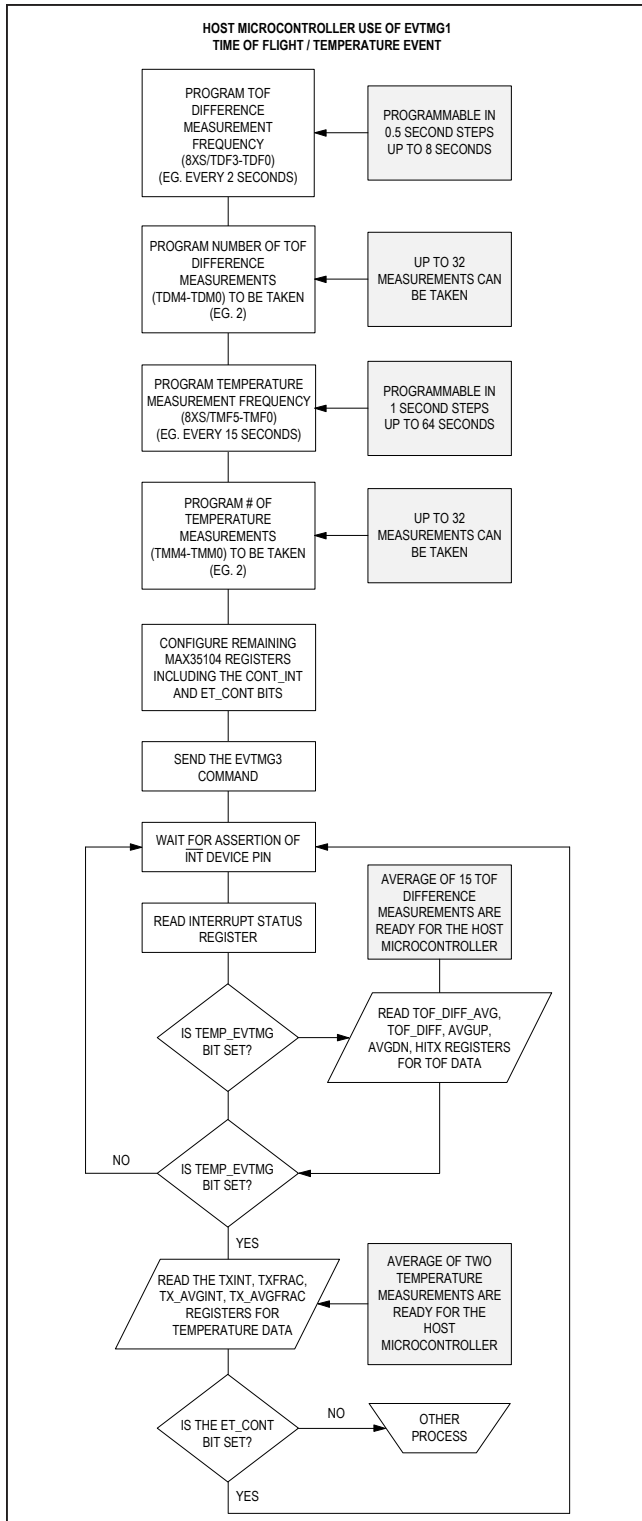 HOST MICROCONTROLLER USE OF EVTMG1
TIME OF FLIGHT / TEMPERATURE EVENT
PROGRAM TOF
DIFFERENCE
MEASUREMENT
FREQUENCY
(8XS/TDF3-TDF0)
(EG. EVERY 2 SECONDS)
PROGRAMMABLE IN
0.5 SECOND STEPS
UP TO 8 SECONDS
PROGRAM NUMBER OF TOF
DIFFERENCE
MEASUREMENTS
(TDM4-TDM0) TO BE TAKEN
(EG. 2)
UP TO 32
MEASUREMENTS CAN
BE TAKEN
PROGRAM TEMPERATURE
MEASUREMENT FREQUENCY
(8XS/TMF5-TMF0)
(EG. EVERY 15 SECONDS)
PROGRAMMABLE IN
1 SECOND STEPS
UP TO 64 SECONDS
PROGRAM # OF
TEMPERATURE
MEASUREMENTS
(TMM4-TMM0) TO BE TAKEN
(EG. 2)
UP TO 32
MEASUREMENTS CAN
BE TAKEN
CONFIGURE REMAINING
MAX35104 REGISTERS
INCLUDING THE CONT_INT
AND ET_CONT BITS
SEND THE EVTMG3
COMMAND
WAIT FOR ASSERTION OF
INT DEVICE PIN
READ INTERRUPT STATUS
REGISTER
AVERAGE OF 15 TOF
DIFFERENCE
MEASUREMENTS ARE
READY FOR THE HOST
MICROCONTROLLER
IS TEMP_EVTMG
BIT SET?
READ TOF_DIFF_AVG,
TOF_DIFF, AVGUP,
AVGDN, HITX REGISTERS
FOR TOF DATA
NO
IS TEMP_EVTMG
BIT SET?
YES
READ THE TXINT, TXFRAC,
TX_AVGINT, TX_AVGFRAC
REGISTERS FOR
TEMPERATURE DATA
AVERAGE OF TWO
TEMPERATURE
MEASUREMENTS ARE
READY FOR THE
HOST
MICROCONTROLLER
IS THE ET_CONT
BIT SET?
NO
OTHER
PROCESS
YES